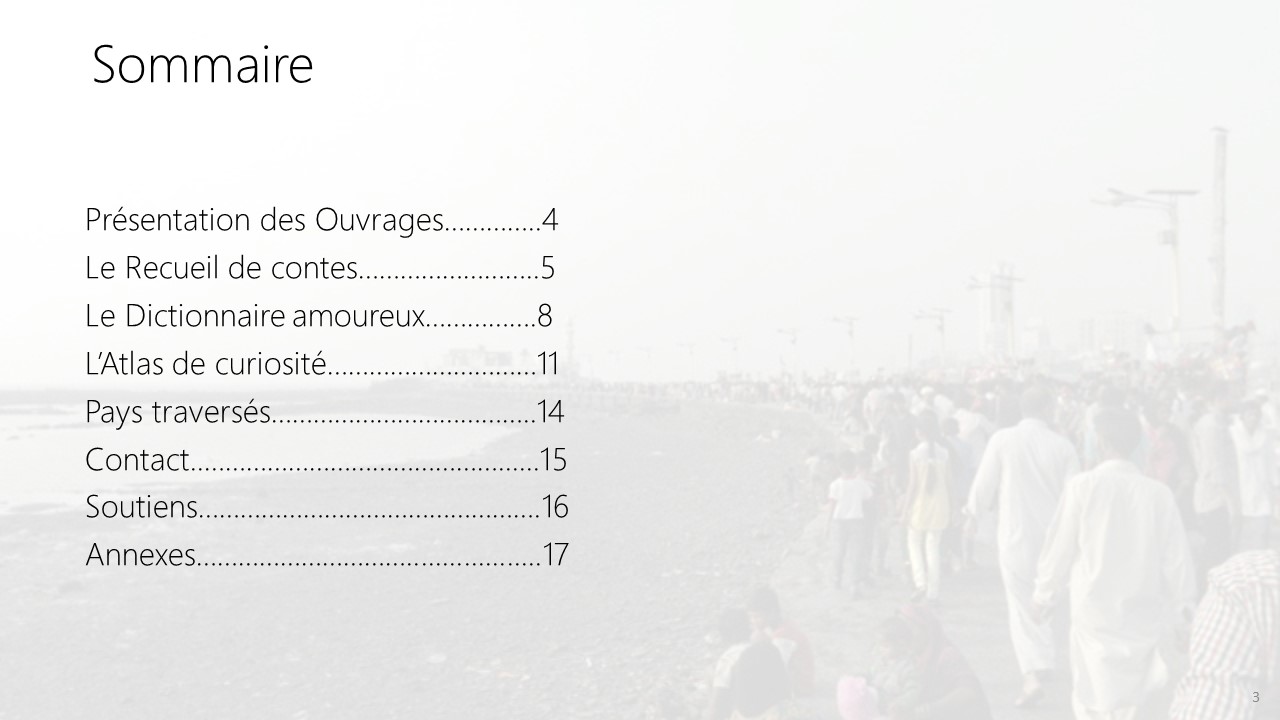 Sommaire
Présentation des Ouvrages.............4
Le Recueil de contes..........................5
Le Dictionnaire amoureux................8
L’Atlas de curiosité..............................11
Pays traversés......................................14
Contact..................................................15
Soutiens.................................................16
Annexes.................................................17
3